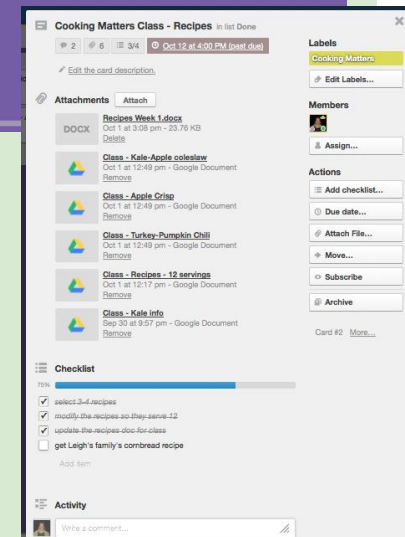 Cooking Matters Class - Recipes in list Done
2 6 3/4 Oct 12 at 4:00 PM (past due)
Edit the card description.
Attachments Attach
DOCX
Recipes Week 1.docx
Oct 1 at 3:08 pm - 23.76 KB
Delete
Class - Kale-Apple coleslaw
Oct 1 at 12:49 pm - Google Document
Remove
Class - Apple Crisp
Oct 1 at 12:49 pm - Google Document
Remove
Class - Turkey-Pumpkin Chili
Oct 1 at 12:49 pm - Google Document
Remove
Class - Recipes - 12 servings
Oct 1 at 12:17 pm - Google Document
Remove
Class - Kale info
Sep 30 at 9:57 pm - Google Document
Remove
Checklist
75%
select 3-4 recipes
modify the recipes so they serve 12
update the recipes doc for class
get Leigh's family's cornbread recipe
Add item
Activity
Write a comment...
Labels
Cooking Matters
Edit Labels...
Members
Assign...
Actions
Add checklist...
Due date...
Attach File...
Move...
Subscribe
Archive
Card #2 More...